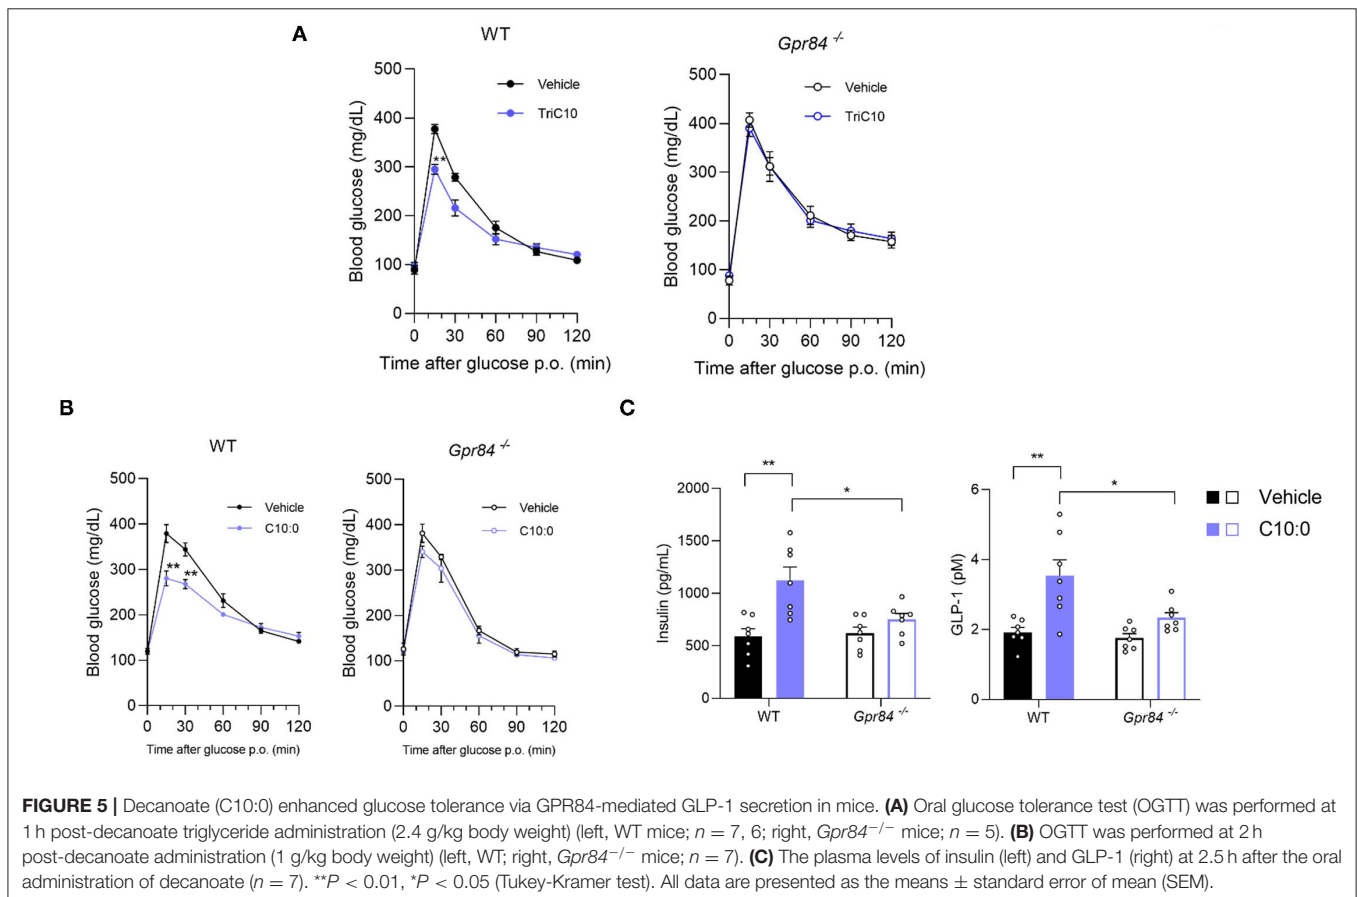 A
WT
Gpr84 -/-
500
400
300
200
100
0
Blood glucose (mg/dL)
Vehicle
TriC10
**
0 30 60 90 120
Time after glucose p.o. (min)
500
400
300
200
100
0
Blood glucose (mg/dL)
Vehicle
TriC10
0 30 60 90 120
Time after glucose p.o. (min)
B
WT
Gpr84 -/-
500
400
300
200
100
0
Blood glucose (mg/dL)
Vehicle
C10:0
** **
0 30 60 90 120
Time after glucose p.o. (min)
500
400
300
200
100
0
Blood glucose (mg/dL)
Vehicle
C10:0
0 30 60 90 120
Time after glucose p.o. (min)
C
2000
1500
1000
500
0
Insulin (pg/mL)
**
*
WT Gpr84 -/-
6
4
2
0
GLP-1 (pM)
**
*
WT Gpr84 -/-
Vehicle
C10:0
FIGURE 5 | Decanoate (C10:0) enhanced glucose tolerance via GPR84-mediated GLP-1 secretion in mice. (A) Oral glucose tolerance test (OGTT) was performed at
1 h post-decanoate triglyceride administration (2.4 g/kg body weight) (left, WT mice; n = 7, 6; right, Gpr84−/− mice; n = 5). (B) OGTT was performed at 2 h
post-decanoate administration (1 g/kg body weight) (left, WT; right, Gpr84−/− mice; n = 7). (C) The plasma levels of insulin (left) and GLP-1 (right) at 2.5 h after the oral
administration of decanoate (n = 7). **P < 0.01, *P < 0.05 (Tukey-Kramer test). All data are presented as the means ± standard error of mean (SEM).